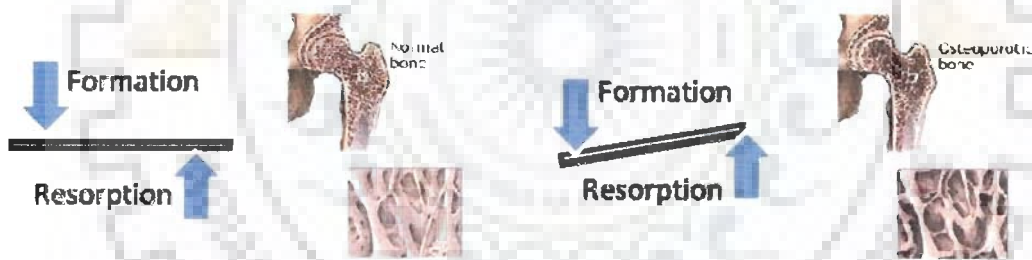 Formation
Resorption
Normal
bone
Formation
Resorption
Osteoporotic
bone